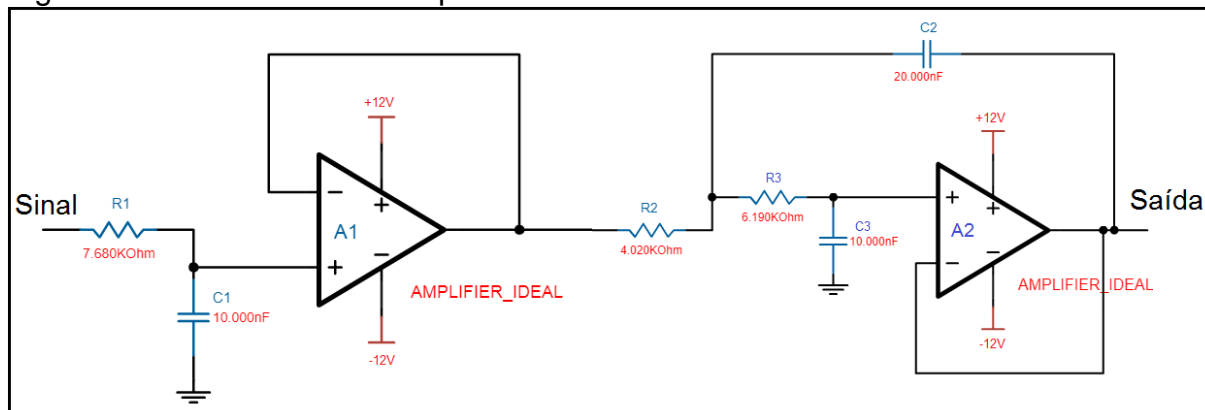 C2
20.000nF
+12V
+12V
Sinal
R1
7.680KOhm
A1
R2
4.020KOhm
R3
6.190KOhm
C3
10.000nF
A2
Saída
C1
10.000nF
AMPLIFIER_IDEAL
AMPLIFIER_IDEAL
-12V
-12V